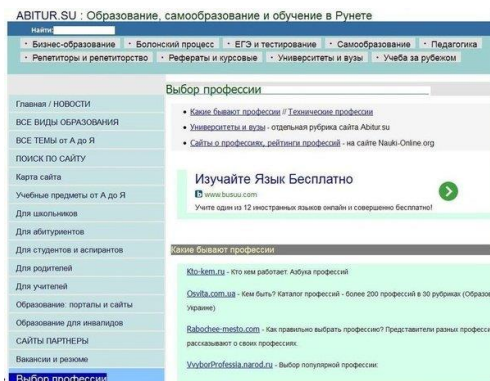 ABITUR.SU : Образование, самообразование и обучение в Рунете
Найти:
· Бизнес-образование · Болонский процесс · ЕГЭ и тестирование · Самообразование · Педагогика
· Репетиторы и репетиторство · Рефераты и курсовые · Университеты и вузы · Учеба за рубежом
Выбор профессии
Главная / НОВОСТИ
ВСЕ ВИДЫ ОБРАЗОВАНИЯ
ВСЕ ТЕМЫ от А до Я
ПОИСК ПО САЙТУ
Карта сайта
Учебные предметы от А до Я
Для школьников
Для абитуриентов
Для студентов и аспирантов
Для родителей
Для учителей
Образование: порталы и сайты
Образование для инвалидов
САЙТЫ ПАРТНЕРЫ
Вакансии и резюме
Выбор профессии
• Какие бывают профессии // Технические профессии
• Университеты и вузы - отдельная рубрика сайта Abitur.su
• Сайты о профессиях, рейтинги профессий - на сайте Nauki-Online.org
Изучайте Язык Бесплатно
b www.busuu.com
Учите один из 12 иностранных языков онлайн и совершенно бесплатно!
Какие бывают профессии
Kto-kem.ru - Кто кем работает. Азбука профессий
Osvita.com.ua - Кем быть? Каталог профессий - более 200 профессий в 30 рубриках (Образо
Украине)
Rabochee-mesto.com - Как правильно выбрать профессию? Представители разных професс
рассказывают о своих профессиях.
VyborProfessia.narod.ru - Выбор популярной профессии: